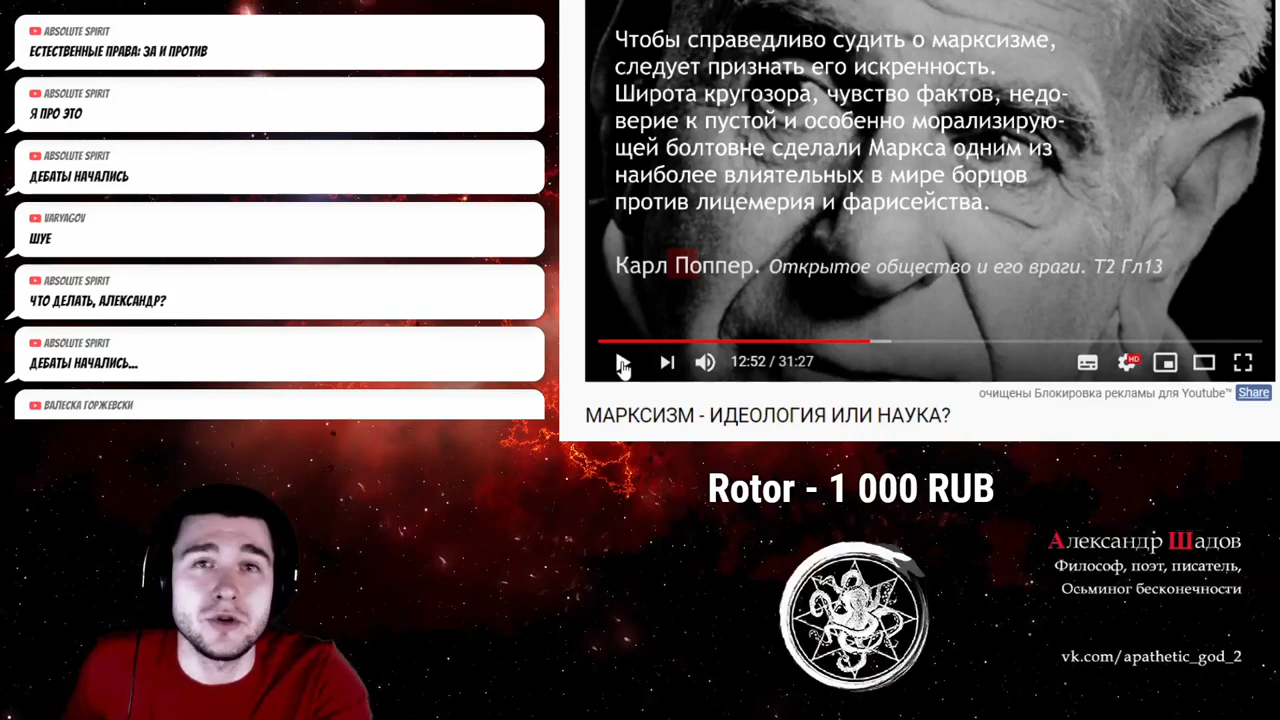 ABSOLUTE SPIRIT
ЕСТЕСТВЕННЫЕ ПРАВА: ЗА И ПРОТИВ
ABSOLUTE SPIRIT
Я ПРО ЭТО
ABSOLUTE SPIRIT
ДЕБАТЫ НАЧАЛИСЬ
VARYAGOV
ШУЕ
ABSOLUTE SPIRIT
ЧТО ДЕЛАТЬ, АЛЕКСАНДР?
ABSOLUTE SPIRIT
ДЕБАТЫ НАЧАЛИСЬ...
ВАЛЕСКА ГОРЖЕВСКИ
Чтобы справедливо судить о марксизме,
следует признать его искренность.
Широта кругозора, чувство фактов, недо-
верие к пустой и особенно морализирую-
щей болтовне сделали Маркса одним из
наиболее влиятельных в мире борцов
против лицемерия и фарисейства.
Карл Поппер. Открытое общество и его враги. Т2 Гл13
12:52 / 31:27
HD
очищены Блокировка рекламы для Youtube™ Share
МАРКСИЗМ - ИДЕОЛОГИЯ ИЛИ НАУКА?
Rotor - 1 000 RUB
Александр Шадов
Философ, поэт, писатель,
Осьминог бесконечности
vk.com/apathetic_god_2